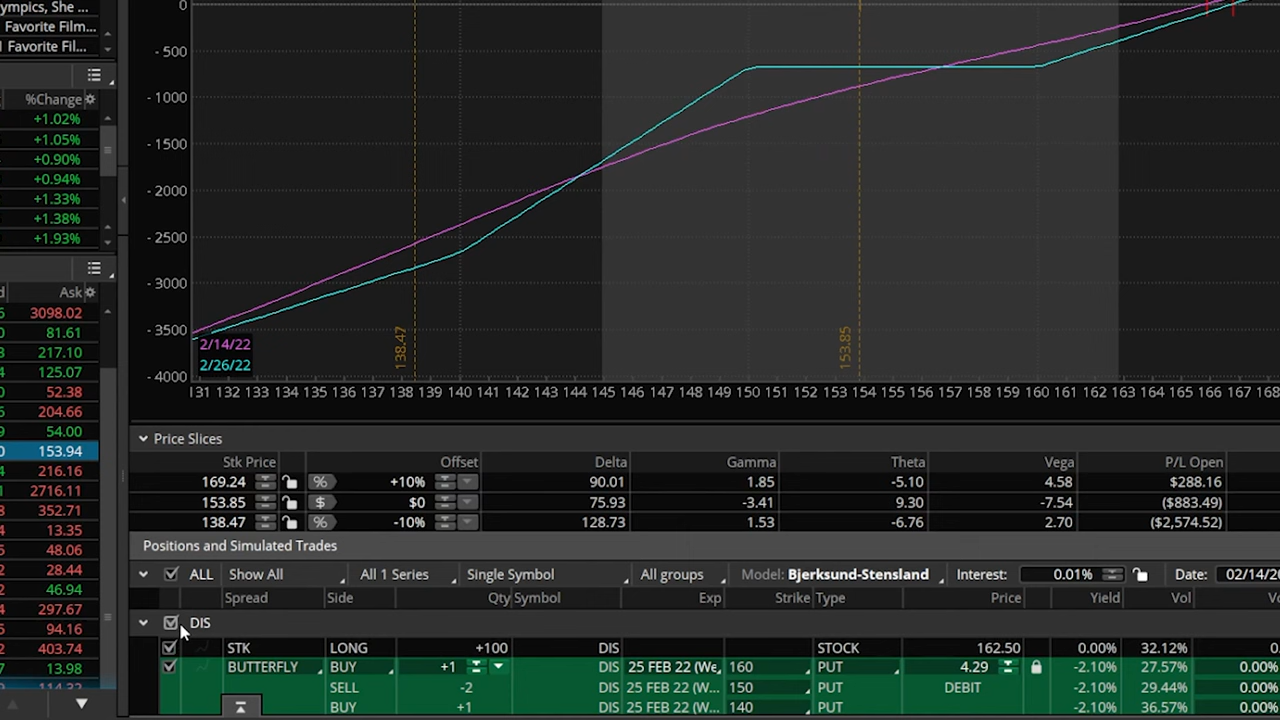 ympics, She
Favorite Film...
Favorite Fil...
%Change
+1.02%
+1.05%
+0.90%
+0.94%
+1.33%
+1.38%
+1.93%
Ask
3098.02
81.61
217.10
125.07
52.38
204.66
54.00
153.94
216.16
2716.11
352.71
13.35
48.06
28.44
46.94
297.67
94.16
403.74
13.98
114.32
0
-500
-1000
-1500
-2000
-2500
-3000
-3500
-4000
138.47
153.85
2/14/22
2/26/22
131 132 133 134 135 136 137 138 139 140 141 142 143 144 145 146 147 148 149 150 151 152 153 154 155 156 157 158 159 160 161 162 163 164 165 166 167 168
Price Slices
Stk Price Offset Delta Gamma Theta Vega P/L Open
169.24 % +10% 90.01 1.85 -5.10 4.58 $288.16
153.85 $ $0 75.93 -3.41 9.30 -7.54 ($883.49)
138.47 % -10% 128.73 1.53 -6.76 2.70 ($2,574.52)
Positions and Simulated Trades
ALL Show All All 1 Series Single Symbol All groups Model: Bjerksund-Stensland Interest: 0.01% Date: 02/14/20
Spread Side Qty Symbol Exp Strike Type Price Yield Vol
DIS
STK LONG +100 DIS STOCK 162.50 0.00% 32.12% 0.
BUTTERFLY BUY +1 DIS 25 FEB 22 (We. 160 PUT 4.29 -2.10% 27.57% 0.00%
SELL -2 DIS 25 FEB 22 (W... 150 PUT DEBIT -2.10% 29.44% 0.00%
BUY +1 DIS 25 FEB 22 (W... 140 PUT -2.10% 36.57% 0.00%